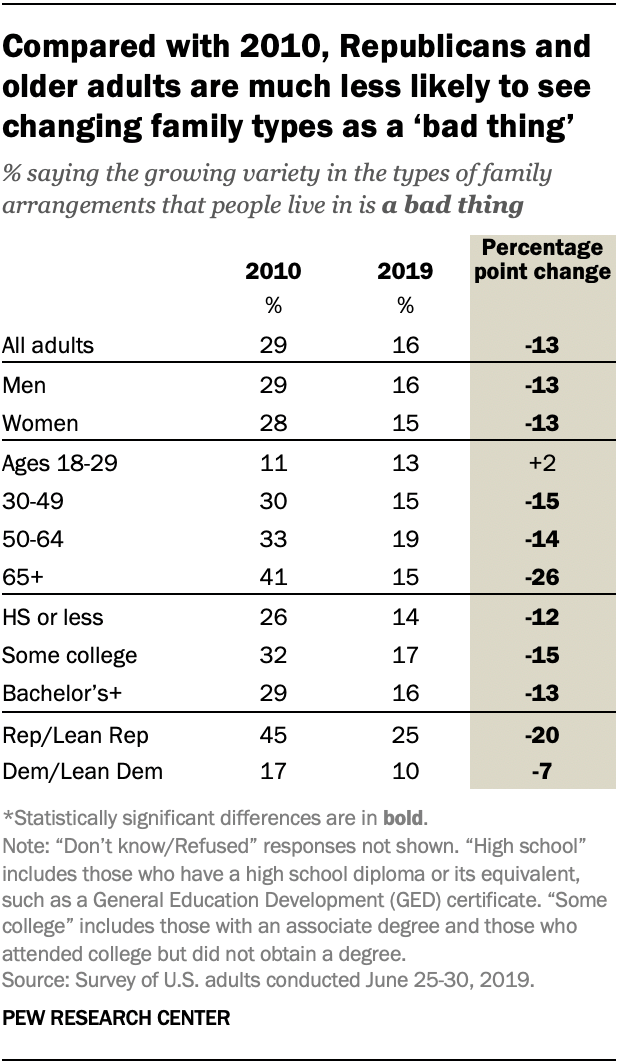 Compared with 2010, Republicans and
older adults are much less likely to see
changing family types as a ‘bad thing’
% saying the growing variety in the types of family
arrangements that people live in is a bad thing
Percentage
2010 2019 point change
% %
All adults 29 16 -13
Men 29 16 -13
Women 28 15 -13
Ages 18-29 11 13 +2
30-49 30 15 -15
50-64 33 19 -14
65+ 41 15 -26
HS or less 26 14 -12
Some college 32 17 -15
Bachelor’s+ 29 16 -13
Rep/Lean Rep 45 25 -20
Dem/Lean Dem 17 10 -7
*Statistically significant differences are in bold.
Note: “Don’t know/Refused” responses not shown. “High school”
includes those who have a high school diploma or its equivalent,
such as a General Education Development (GED) certificate. “Some
college” includes those with an associate degree and those who
attended college but did not obtain a degree.
Source: Survey of U.S. adults conducted June 25-30, 2019.
PEW RESEARCH CENTER